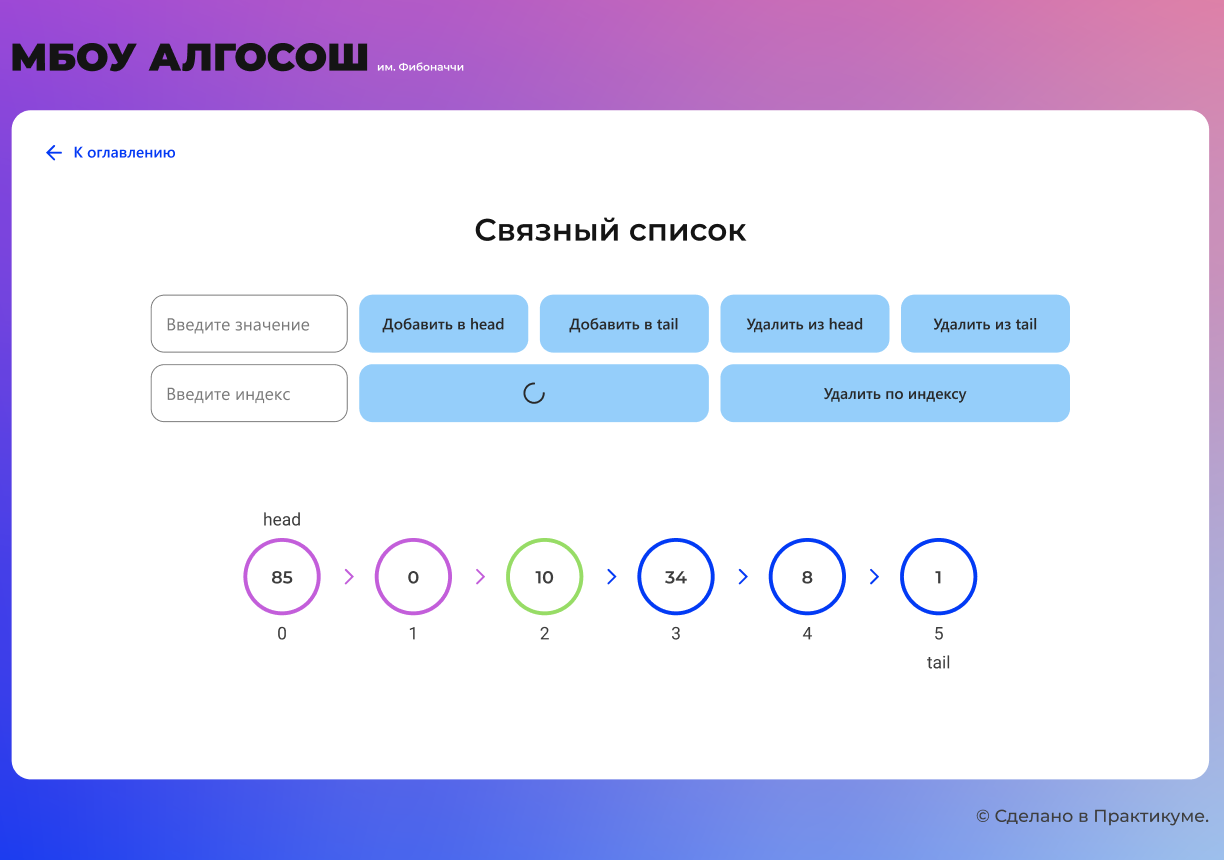 МБОУ АЛГОСОШ им. Фибоначчи
К оглавлению
Связный список
Введите значение Добавить в head Добавить в tail Удалить из head Удалить из tail
Введите индекс Удалить по индексу
head
85 0 10 34 8 1
0 1 2 3 4 5
tail
© Сделано в Практикуме.